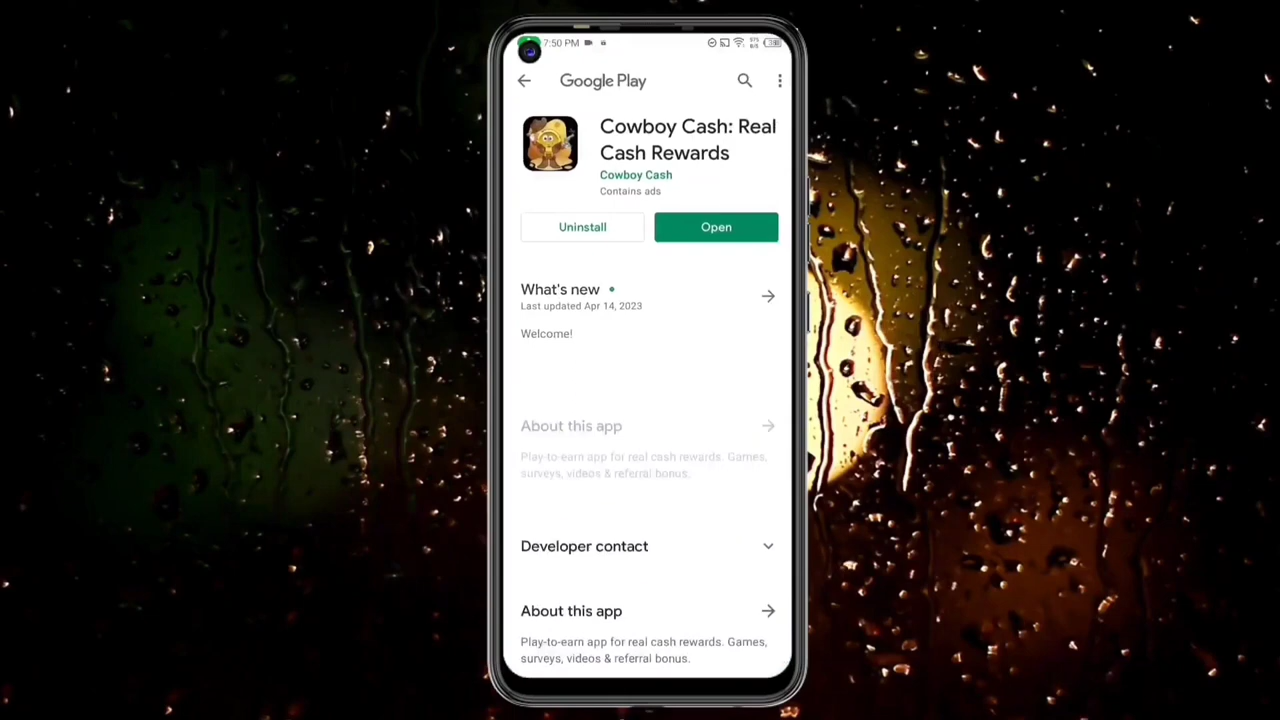 7:50 PM
Google Play
Cowboy Cash: Real
Cash Rewards
Cowboy Cash
Contains ads
Uninstall
Open
What's new
Last updated Apr 14, 2023
Welcome!
About this app
Play-to-earn app for real cash rewards. Games,
surveys, videos & referral bonus.
Developer contact
About this app
Play-to-earn app for real cash rewards. Games,
surveys, videos & referral bonus.